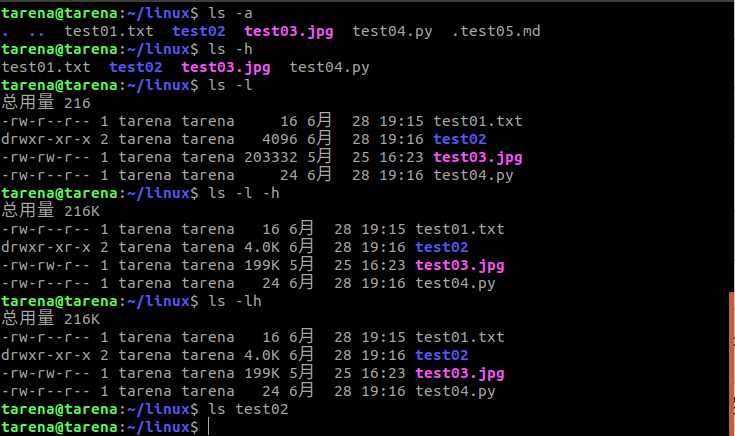 tarena@tarena:~/linux$ ls -a
.  ..  test01.txt  test02  test03.jpg  test04.py  .test05.md
tarena@tarena:~/linux$ ls -h
test01.txt  test02  test03.jpg  test04.py
tarena@tarena:~/linux$ ls -l
总用量 216
-rw-r--r-- 1 tarena tarena     16 6月  28 19:15 test01.txt
drwxr-xr-x 2 tarena tarena   4096 6月  28 19:16 test02
-rw-rw-r-- 1 tarena tarena 203332 5月  25 16:23 test03.jpg
-rw-r--r-- 1 tarena tarena     24 6月  28 19:16 test04.py
tarena@tarena:~/linux$ ls -l -h
总用量 216K
-rw-r--r-- 1 tarena tarena   16 6月  28 19:15 test01.txt
drwxr-xr-x 2 tarena tarena 4.0K 6月  28 19:16 test02
-rw-rw-r-- 1 tarena tarena 199K 5月  25 16:23 test03.jpg
-rw-r--r-- 1 tarena tarena   24 6月  28 19:16 test04.py
tarena@tarena:~/linux$ ls -lh
总用量 216K
-rw-r--r-- 1 tarena tarena   16 6月  28 19:15 test01.txt
drwxr-xr-x 2 tarena tarena 4.0K 6月  28 19:16 test02
-rw-rw-r-- 1 tarena tarena 199K 5月  25 16:23 test03.jpg
-rw-r--r-- 1 tarena tarena   24 6月  28 19:16 test04.py
tarena@tarena:~/linux$ ls test02
tarena@tarena:~/linux$